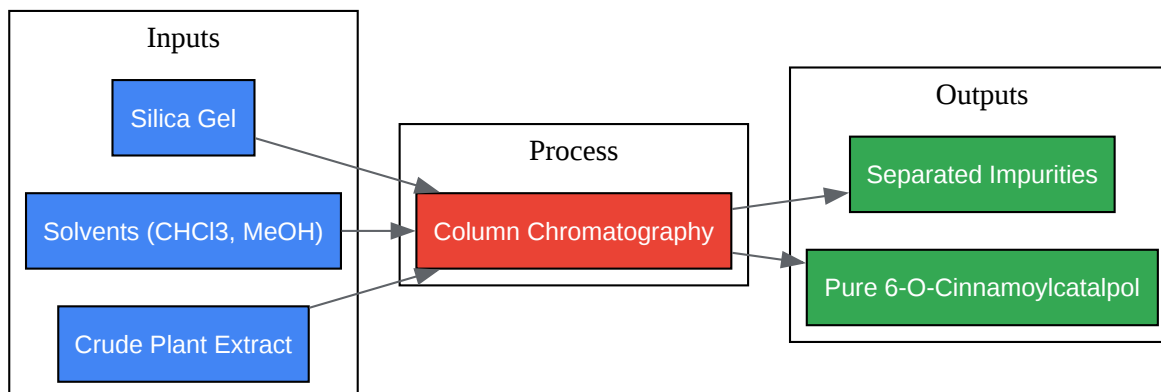 Inputs
Silica Gel
Solvents (CHCl3, MeOH)
Crude Plant Extract
Process
Column Chromatography
Outputs
Separated Impurities
Pure 6-O-Cinnamoylcatalpol